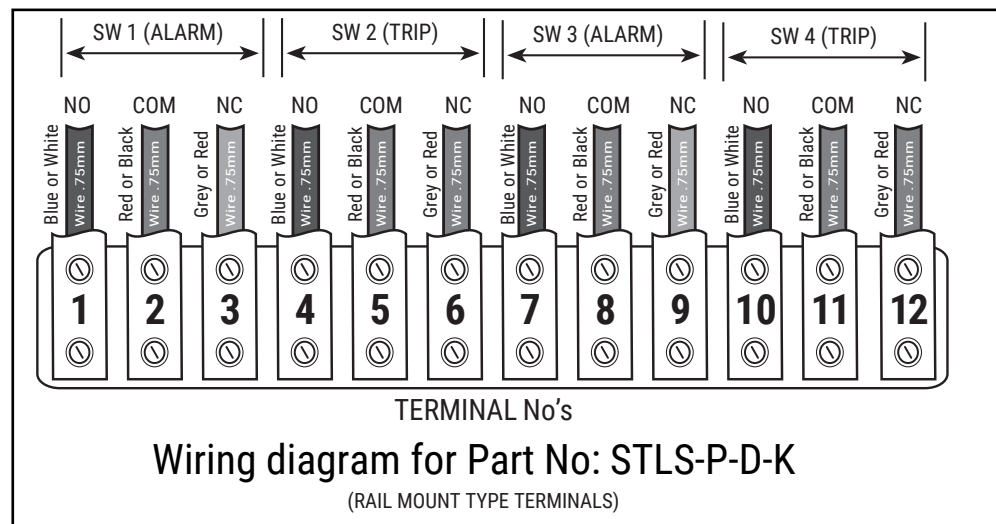 SW 1 (ALARM) SW 2 (TRIP) SW 3 (ALARM) SW 4 (TRIP)
NO COM NC NO COM NC NO COM NC NO COM NC
Blue or White
Wire .75mm
Red or Black
Wire .75mm
Grey or Red
Wire .75mm
Blue or White
Wire .75mm
Red or Black
Wire .75mm
Grey or Red
Wire .75mm
Blue or White
Wire .75mm
Red or Black
Wire .75mm
Grey or Red
Wire .75mm
Blue or White
Wire .75mm
Red or Black
Wire .75mm
Grey or Red
Wire .75mm
1 2 3 4 5 6 7 8 9 10 11 12
TERMINAL No's
Wiring diagram for Part No: STLS-P-D-K
(RAIL MOUNT TYPE TERMINALS)